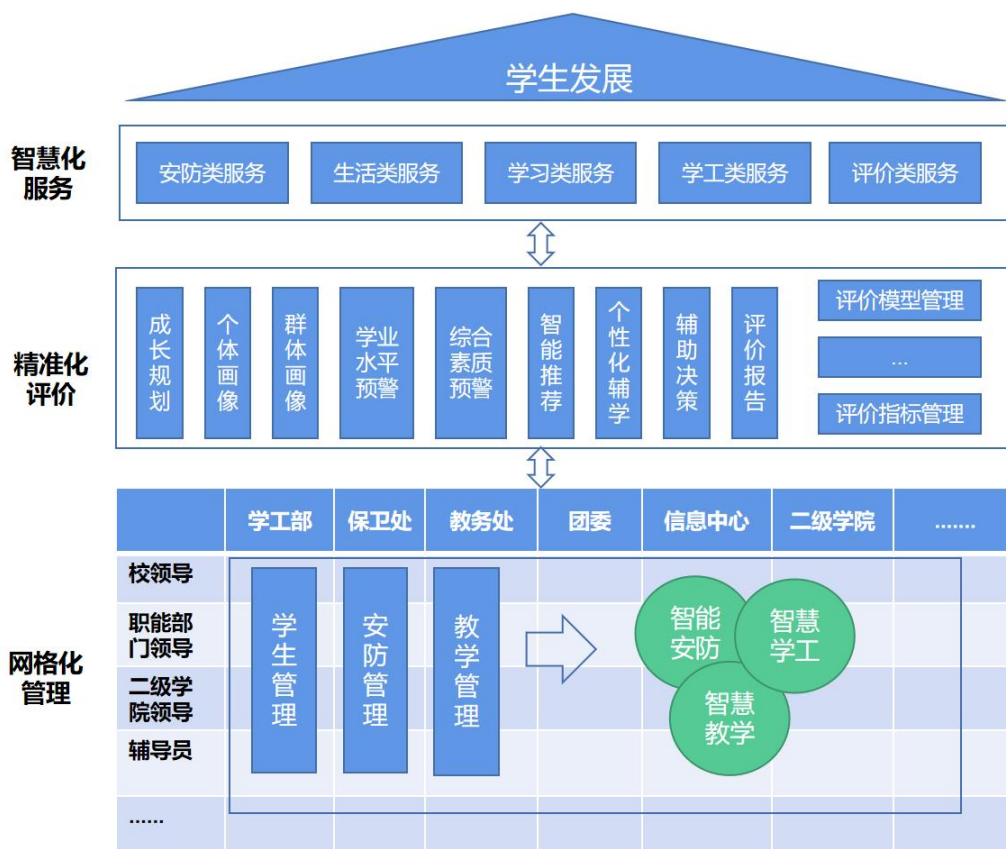 学生发展
智慧化
服务
安防类服务
生活类服务
学习类服务
学工类服务
评价类服务
精准化
评价
成长规划
个体画像
群体画像
学业
水平
预警
综合
素质
预警
智能推荐
个性化辅学
辅助决策
评价报告
评价模型管理
...
评价指标管理
网格化
管理
学工部
保卫处
教务处
团委
信息中心
二级学院
.......
校领导
职能部
门领导
二级学
院领导
辅导员
......
学生管理
安防管理
教学管理
智能
安防
智慧
学工
智慧
教学